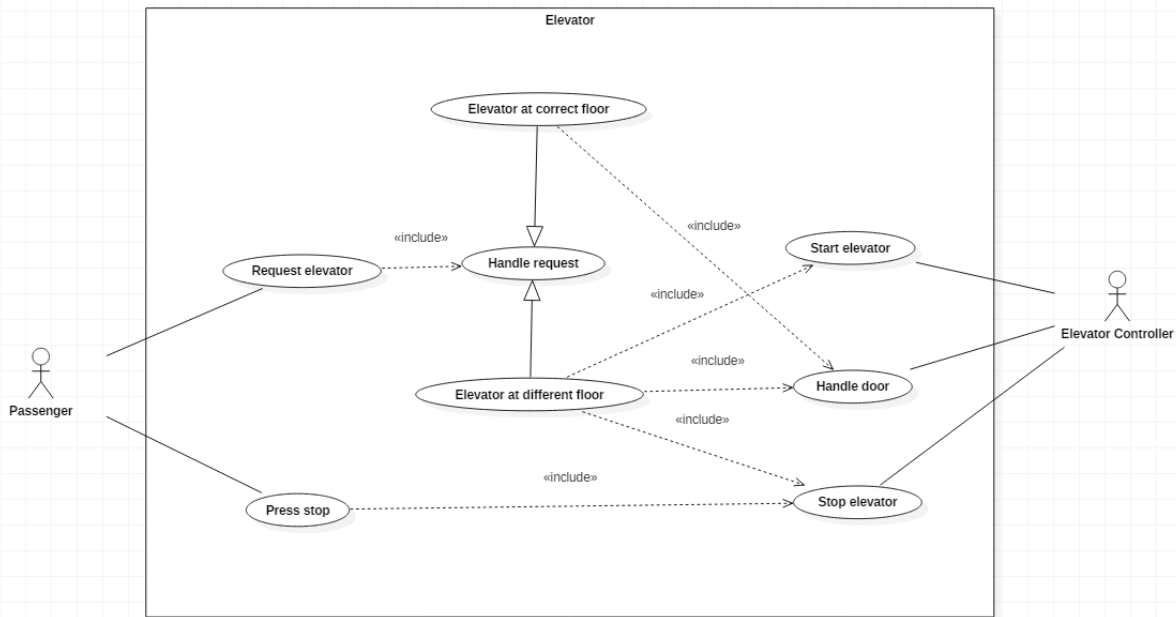 Elevator
Elevator at correct floor
«include»
«include»
Start elevator
Request elevator
Handle request
«include»
Elevator Controller
Passenger
«include»
Handle door
Elevator at different floor
«include»
«include»
Press stop
Stop elevator